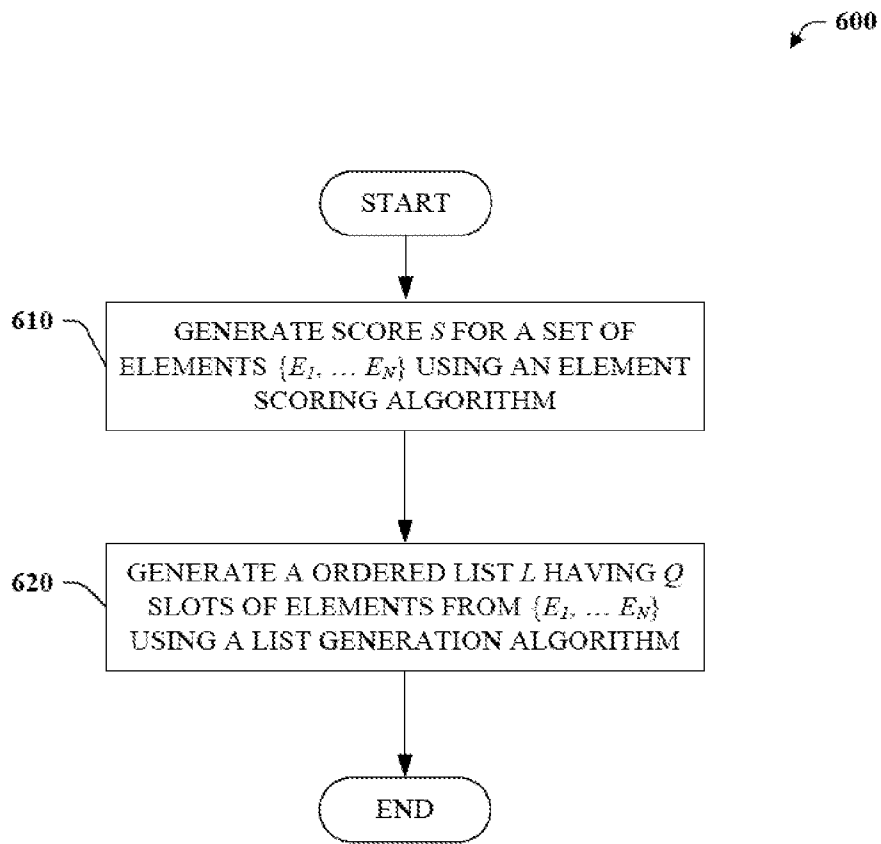 600
START
610
GENERATE SCORE S FOR A SET OF
ELEMENTS {E1, ... EN} USING AN ELEMENT
SCORING ALGORITHM
620
GENERATE A ORDERED LIST L HAVING Q
SLOTS OF ELEMENTS FROM {E1, ... EN}
USING A LIST GENERATION ALGORITHM
END